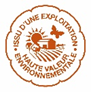 ISSU D'UNE EXPLOITATION
HAUTE VALEUR
ENVIRONNEMENTALE